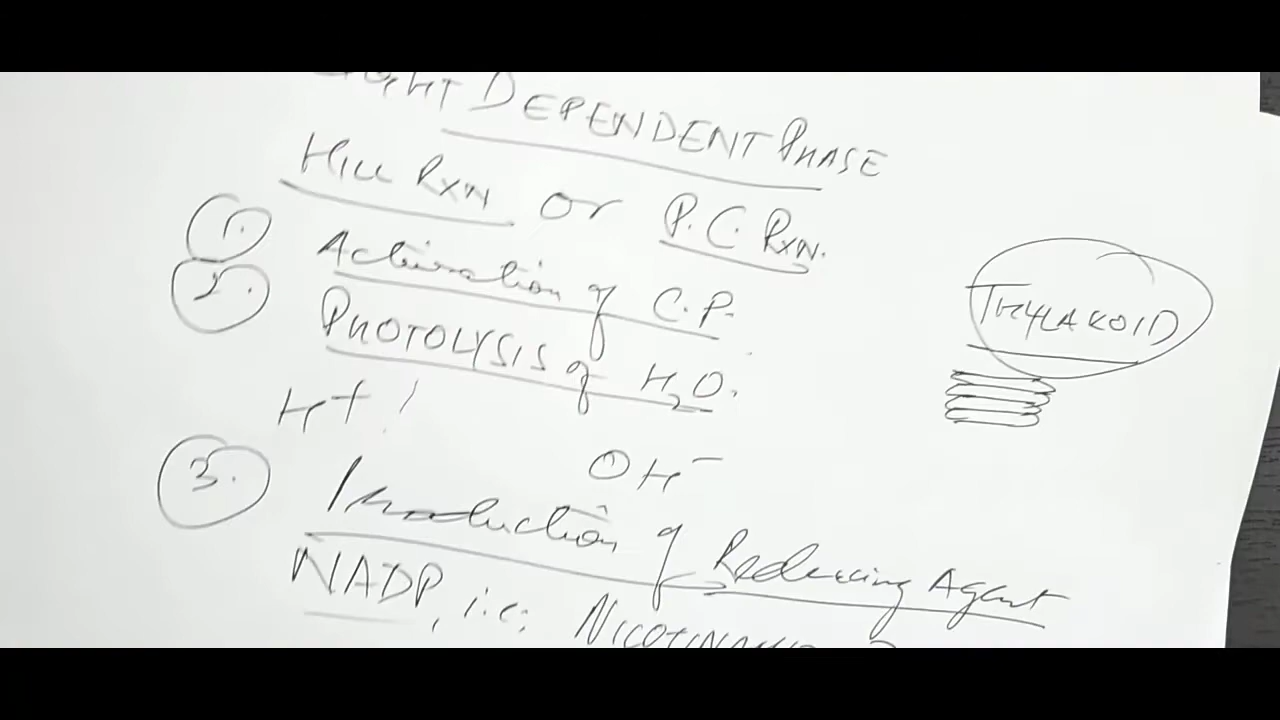 DEPENDENT PHASE
HILL RXN or P.C. RXN.
1. Activation of C.P.
2. PHOTOLYSIS of H2O.
THYLAKOID
H+
OH-
3. Production of Reducing Agent
NADP, i.e;